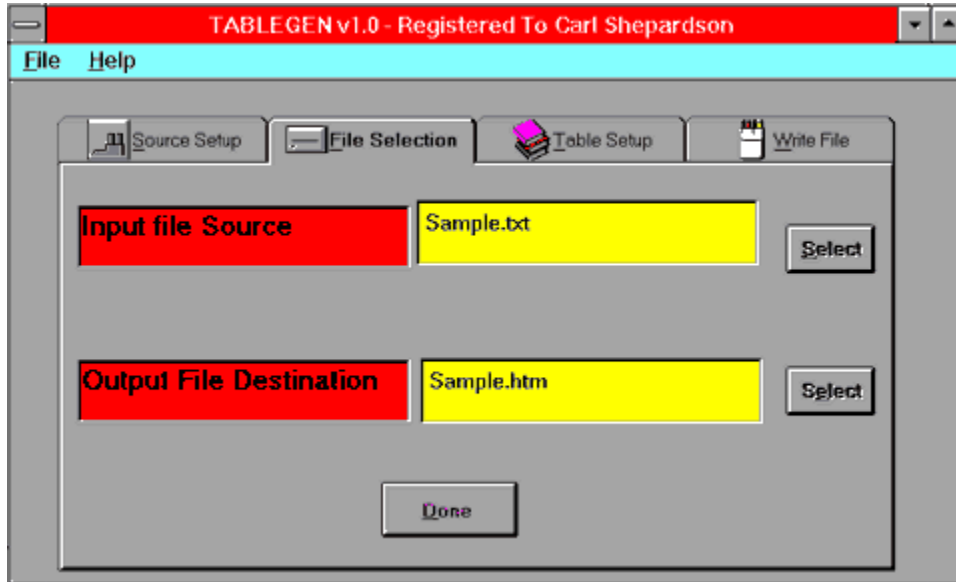 TABLEGEN v1.0 - Registered To Carl Shepardson
File Help
Source Setup File Selection Table Setup Write File
Input file Source Sample.txt Select
Output File Destination Sample.htm Select
Done